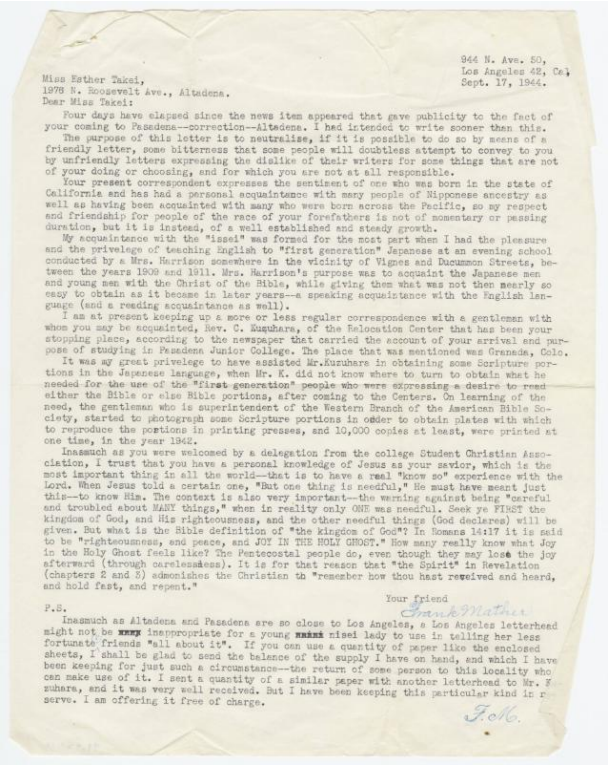 944 N. Ave. 50,
Los Angeles 42, Cal,
Sept. 17, 1944.
Miss Esther Takei,
1978 N. Roosevelt Ave., Altadena.
Dear Miss Takei:
Four days have elapsed since the news item appeared that gave publicity to the fact of
your coming to Pasadena--correction--Altadena. I had intended to write sooner than this.
The purpose of this letter is to neutralise, if it is possible to do so by means of a
friendly letter, some bitterness that some people will doubtless attempt to convey to you
by unfriendly letters expressing the dislike of their writers for some things that are not
of your doing or choosing, and for which you are not at all responsible.
Your present correspondent expresses the sentiment of one who was born in the state of
California and has had a personal acquaintance with many people of Nipponese ancestry as
well as having been acquainted with many who were born across the Pacific, so my respect
and friendship for people of the race of your forefathers is not of momentary or passing
duration, but it is instead, of a well established and steady growth.
My acquaintance with the "issei" was formed for the most part when I had the pleasure
and the privelege of teaching English to "first generation" Japanese at an evening school
conducted by a Mrs. Harrison somewhere in the vicinity of Vignes and Ducummon Streets, be-
tween the years 1909 and 1911. Mrs. Harrison's purpose was to acquaint the Japanese men
and young men with the Christ of the Bible, while giving them what was not then nearly so
easy to obtain as it became in later years--a speaking acquaintance with the English lan-
guage (and a reading acquaintance as well).
I am at present keeping up a more or less regular correspondence with a gentleman with
whom you may be acquainted, Rev. C. Kuzuhara, of the Relocation Center that has been your
stopping place, according to the newspaper that carried the account of your arrival and pur-
pose of studying in Pasadena Junior College. The place that was mentioned was Granada, Colo.
It was my great privelege to have assisted Mr.Kuzuhara in obtaining some Scripture por-
tions in the Japanese language, when Mr. K. did not know where to turn to obtain what he
needed for the use of the "first generation" people who were expressing a desire to read
either the Bible or else Bible portions, after coming to the Centers. On learning of the
need, the gentleman who is superintendent of the Western Branch of the American Bible So-
ciety, started to photograph some Scripture portions in order to obtain plates with which
to reproduce the portions in printing presses, and 10,000 copies at least, were printed at
one time, in the year 1942.
Inasmuch as you were welcomed by a delegation from the college Student Christian Asso-
ciation, I trust that you have a personal knowledge of Jesus as your savior, which is the
most important thing in all the world--that is to have a real "know so" experience with the
Lord. When Jesus told a certain one, "But one thing is needful," He must have meant just
this--to know Him. The context is also very important--the warning against being "careful
and troubled about MANY things," when in reality only ONE was needful. Seek ye FIRST the
kingdom of God, and His righteousness, and the other needful things (God declares) will be
given. But what is the Bible definition of "the kingdom of God"? In Romans 14:17 it is said
to be "righteousness, and peace, and JOY IN THE HOLY GHOST." How many really know what Joy
in the Holy Ghost feels like? The Pentecostal people do, even though they may lose the joy
afterward (through carelessness). It is for that reason that "the Spirit" in Revelation
(chapters 2 and 3) admonishes the Christian th "remember how thou hast received and heard,
and hold fast, and repent."
Your friend
Frank Mather
P.S.
Inasmuch as Altadena and Pasadena are so close to Los Angeles, a Los Angeles letterhead
might not be inappropriate for a young nisei lady to use in telling her less
fortunate friends "all about it". If you can use a quantity of paper like the enclosed
sheets, I shall be glad to send the balance of the supply I have on hand, and which I have
been keeping for just such a circumstance--the return of some person to this locality who
can make use of it. I sent a quantity of a similar paper with another letterhead to Mr. K
zuhara, and it was very well received. But I have been keeping this particular kind in r
serve. I am offering it free of charge.
F.M.